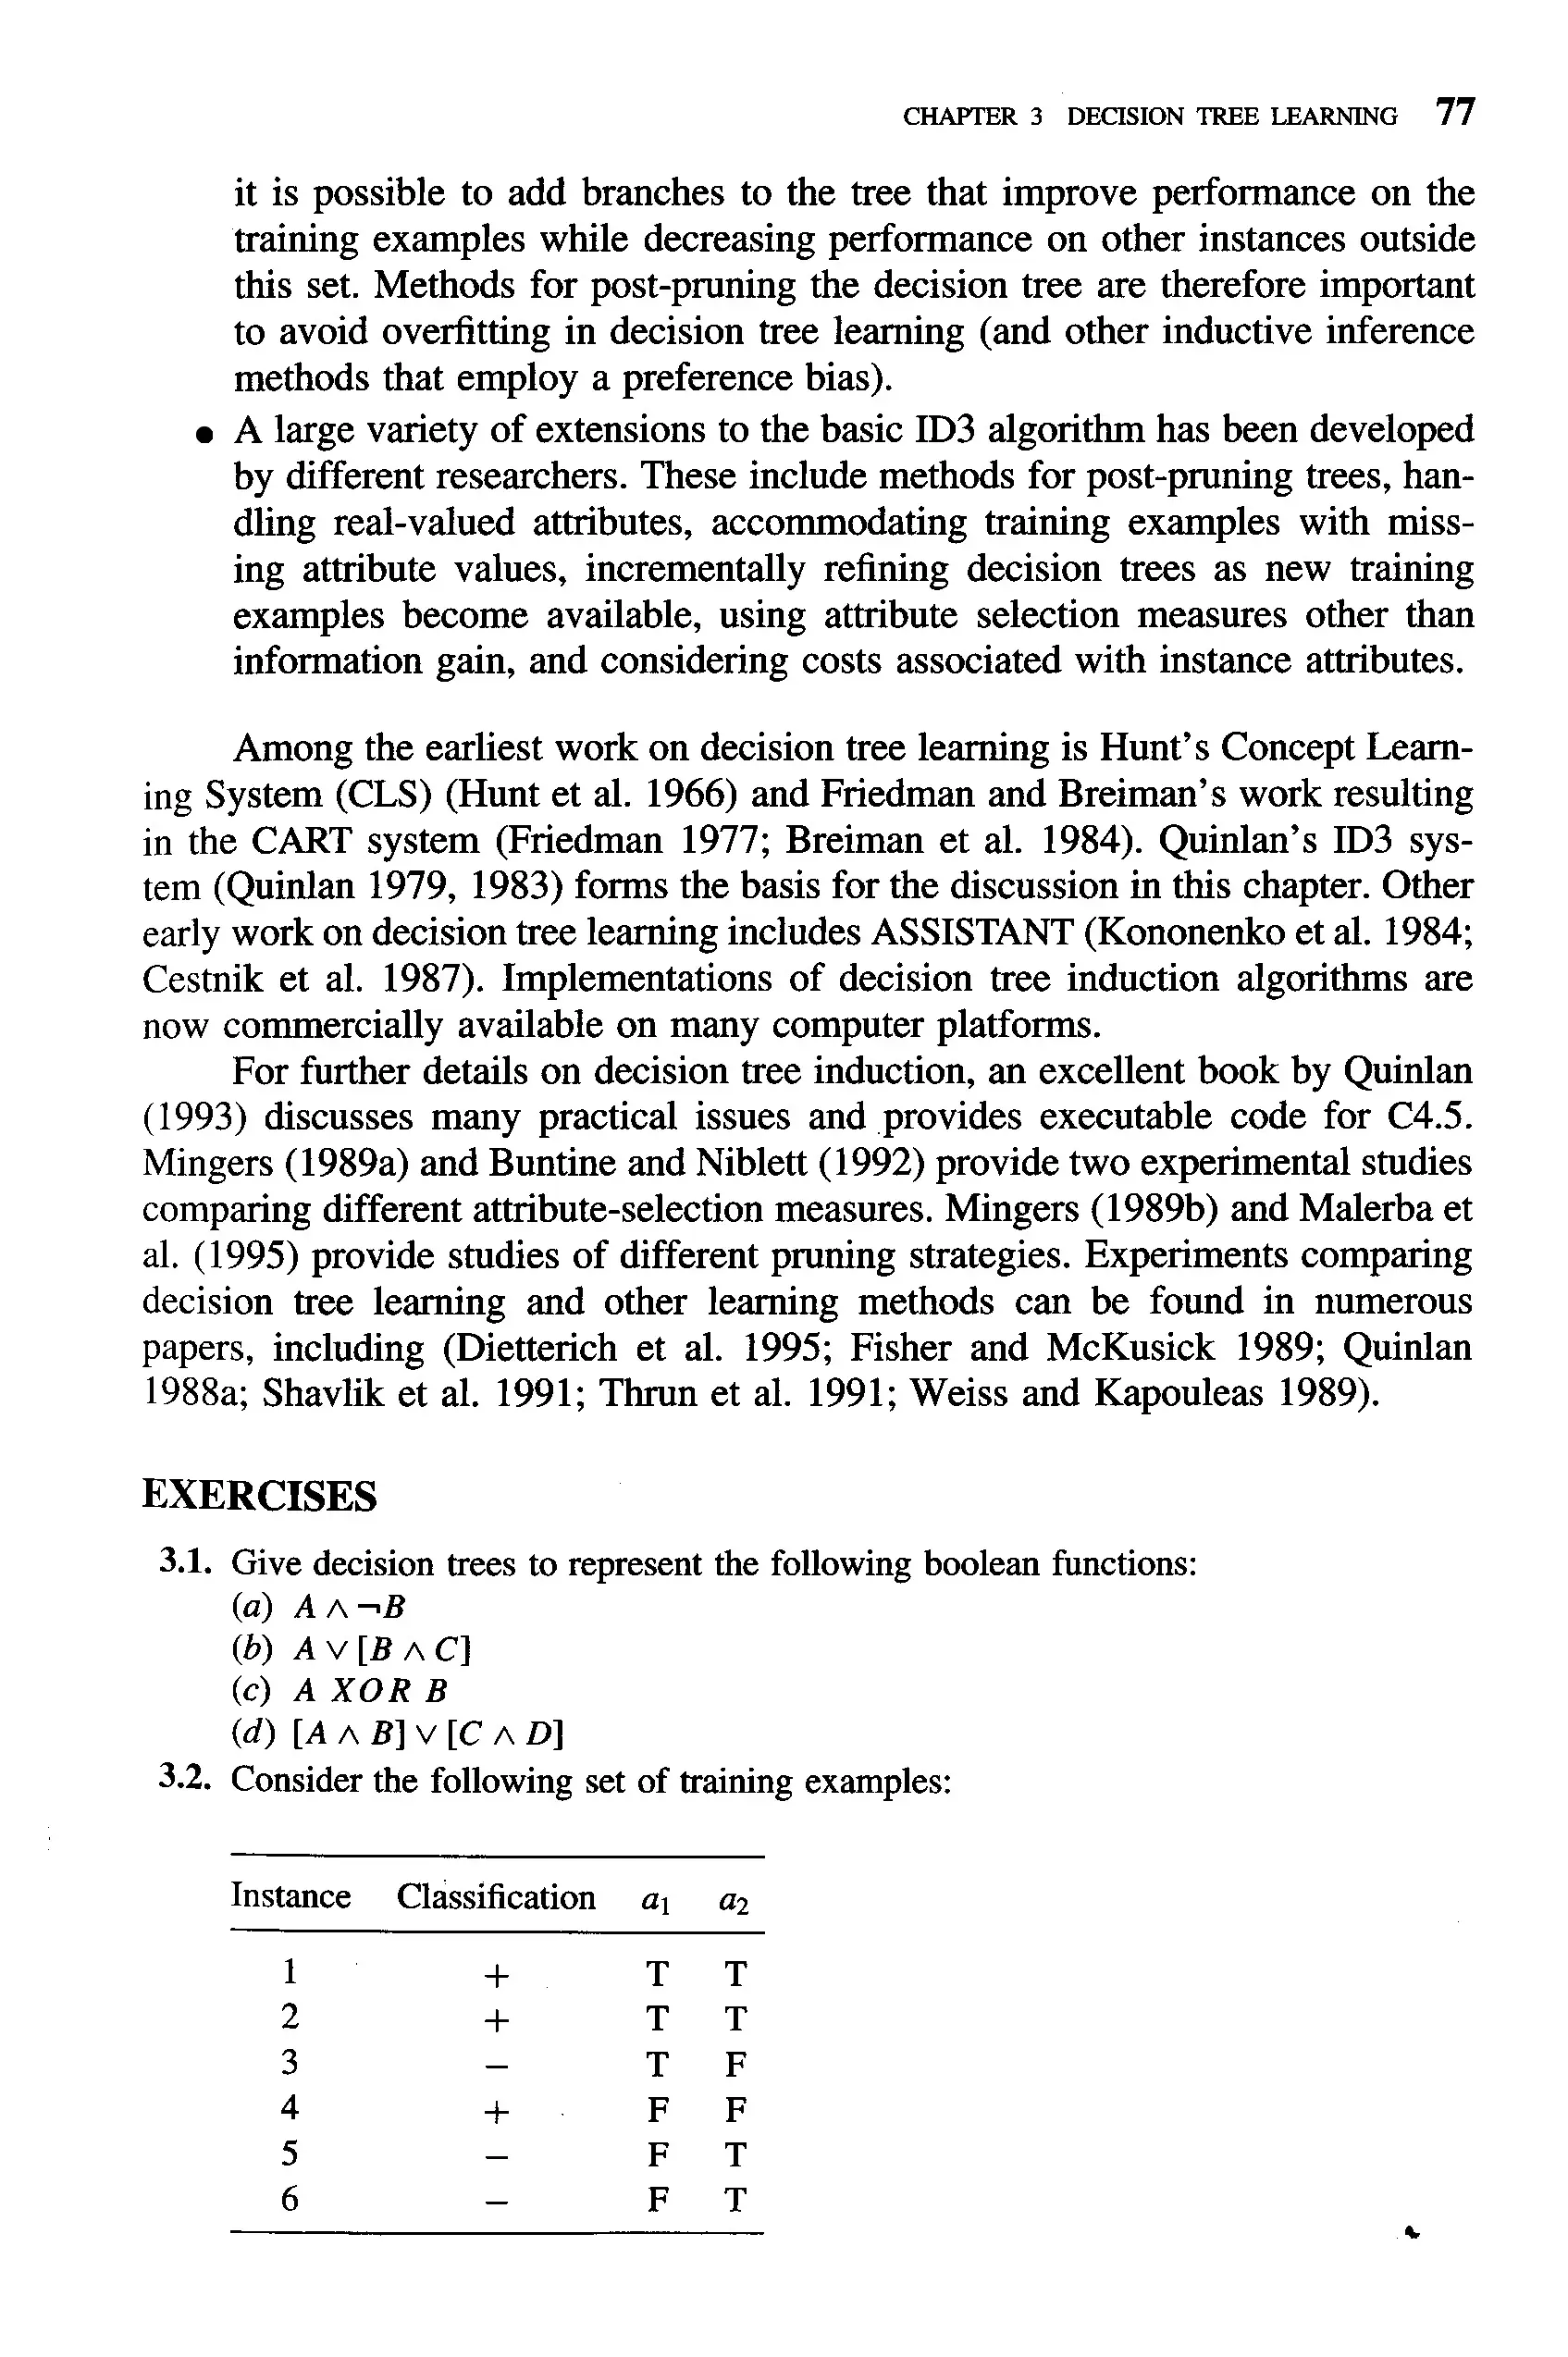 CHAPTER 3 DECISION TREE LEARNING 77
it is possible to add branches to the tree that improve performance on the
training examples while decreasing performance on other instances outside
this set. Methods for post-pruning the decision tree are therefore important
to avoid overfitting in decision tree learning (and other inductive inference
methods that employ a preference bias).
• A large variety of extensions to the basic ID3 algorithm has been developed
by different researchers. These include methods for post-pruning trees, han-
dling real-valued attributes, accommodating training examples with miss-
ing attribute values, incrementally refining decision trees as new training
examples become available, using attribute selection measures other than
information gain, and considering costs associated with instance attributes.
Among the earliest work on decision tree learning is Hunt's Concept Learn-
ing System (CLS) (Hunt et al. 1966) and Friedman and Breiman's work resulting
in the CART system (Friedman 1977; Breiman et al. 1984). Quinlan's ID3 sys-
tem (Quinlan 1979, 1983) forms the basis for the discussion in this chapter. Other
early work on decision tree learning includes ASSISTANT (Kononenko et al. 1984;
Cestnik et al. 1987). Implementations of decision tree induction algorithms are
now commercially available on many computer platforms.
For further details on decision tree induction, an excellent book by Quinlan
(1993) discusses many practical issues and provides executable code for C4.5.
Mingers (1989a) and Buntine and Niblett (1992) provide two experimental studies
comparing different attribute-selection measures. Mingers (1989b) and Malerba et
al. (1995) provide studies of different pruning strategies. Experiments comparing
decision tree learning and other learning methods can be found in numerous
papers, including (Dietterich et al. 1995; Fisher and McKusick 1989; Quinlan
1988a; Shavlik et al. 1991; Thrun et al. 1991; Weiss and Kapouleas 1989).
EXERCISES
3.1. Give decision trees to represent the following boolean functions:
(a) A ∧ ¬B
(b) A ∨ [B ∧ C]
(c) A XOR B
(d) [A ∧ B] ∨ [C ∧ D]
3.2. Consider the following set of training examples:
Instance Classification a₁ a₂
1 + T T
2 + T T
3 − T F
4 + F F
5 − F T
6 − F T